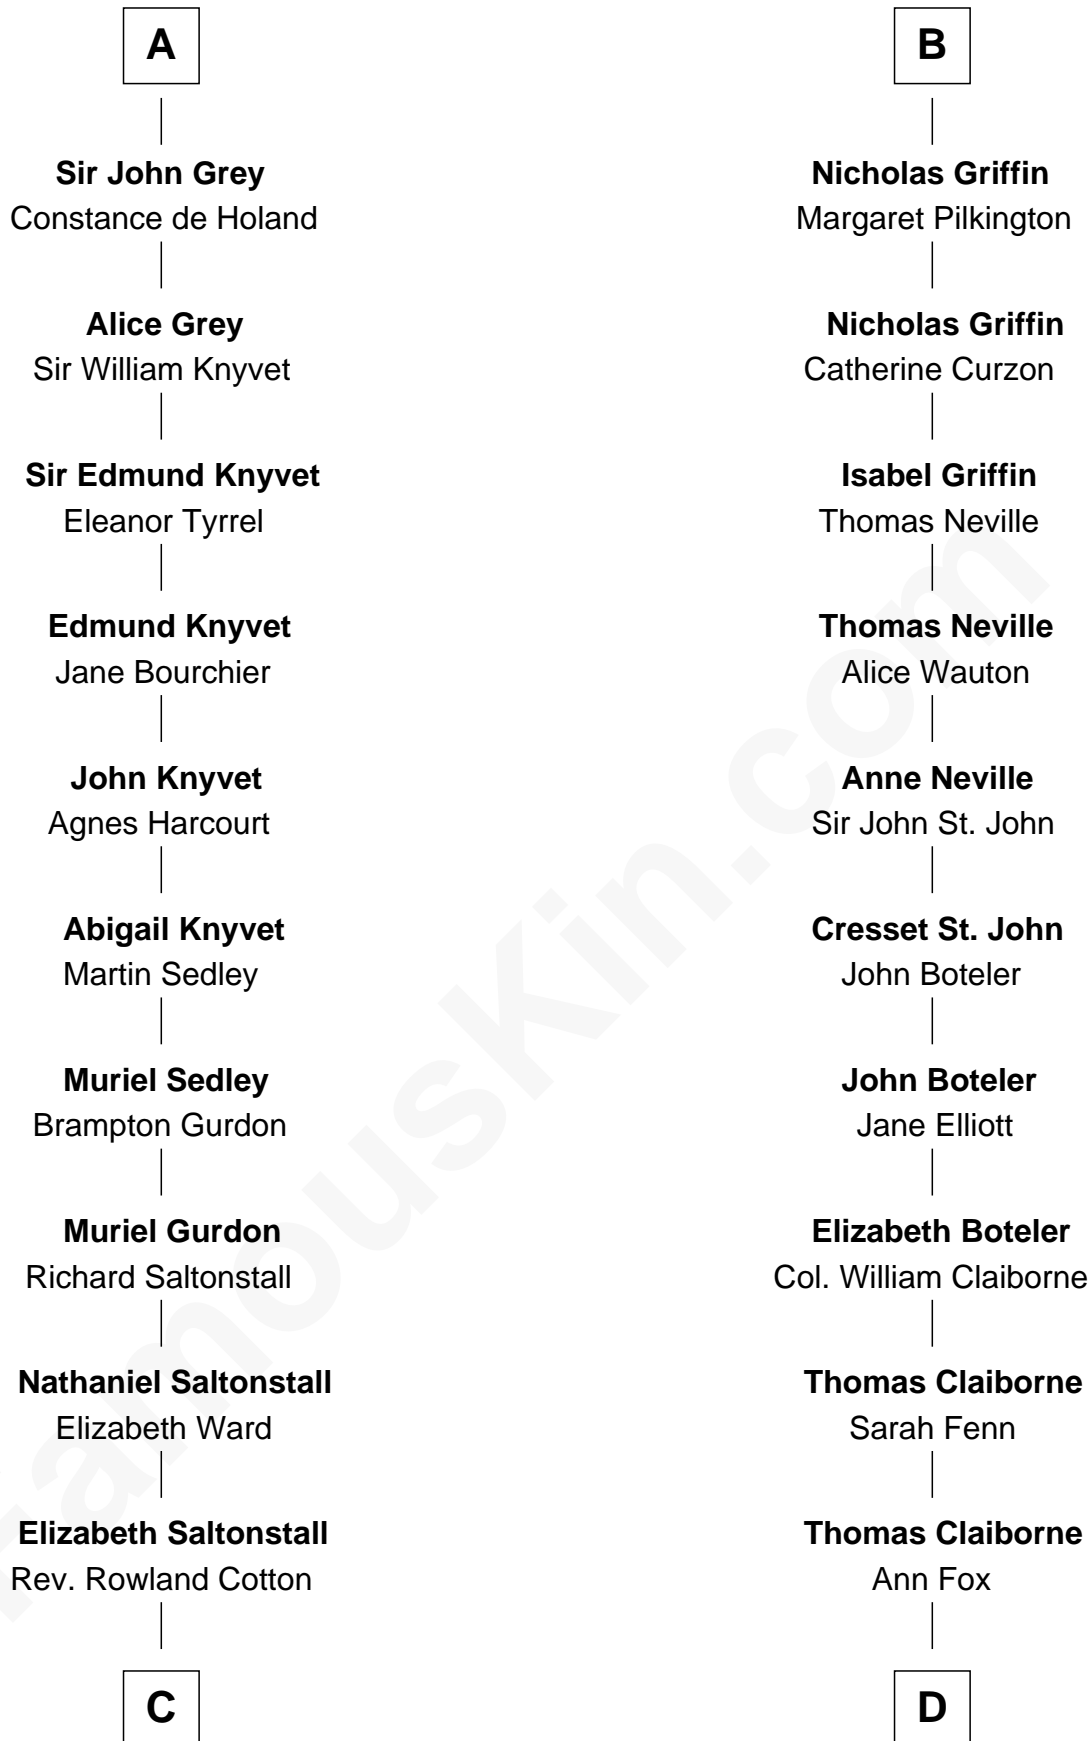 A
Sir John Grey
Constance de Holand
Alice Grey
Sir William Knyvet
Sir Edmund Knyvet
Eleanor Tyrrel
Edmund Knyvet
Jane Bourchier
John Knyvet
Agnes Harcourt
Abigail Knyvet
Martin Sedley
Muriel Sedley
Brampton Gurdon
Muriel Gurdon
Richard Saltonstall
Nathaniel Saltonstall
Elizabeth Ward
Elizabeth Saltonstall
Rev. Rowland Cotton
C
B
Nicholas Griffin
Margaret Pilkington
Nicholas Griffin
Catherine Curzon
Isabel Griffin
Thomas Neville
Thomas Neville
Alice Wauton
Anne Neville
Sir John St. John
Cresset St. John
John Boteler
John Boteler
Jane Elliott
Elizabeth Boteler
Col. William Claiborne
Thomas Claiborne
Sarah Fenn
Thomas Claiborne
Ann Fox
D
FamousKin.com